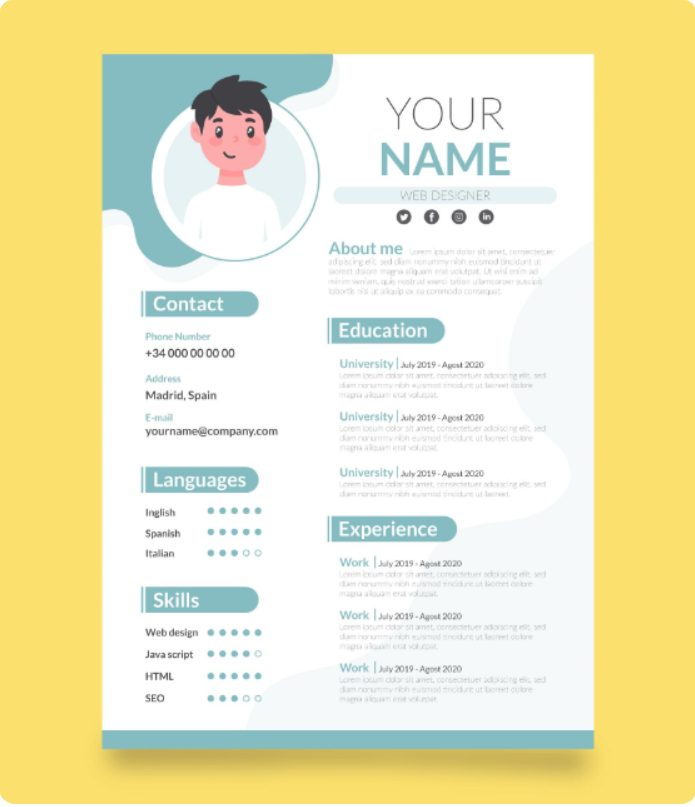 YOUR
NAME
WEB DESIGNER
About me Lorem ipsum dolor sit amet, consectetuer
adipiscing elit, sed diam nonummy nibh euismod tincidunt ut
laoreet dolore magna aliquam erat volutpat. Ut wisi enim ad
minim veniam, quis nostrud exerci tation ullamcorper suscipit
lobortis nisl ut aliquip ex ea commodo consequat.
Contact
Phone Number
+34 000 00 00 00
Address
Madrid, Spain
E-mail
yourname@company.com
Languages
Inglish
Spanish
Italian
Skills
Web design
Java script
HTML
SEO
Education
University July 2019 - Agost 2020
Lorem ipsum dolor sit amet, consectetuer adipiscing elit, sed
diam nonummy nibh euismod tincidunt ut laoreet dolore
magna aliquam erat volutpat.
University July 2019 - Agost 2020
Lorem ipsum dolor sit amet, consectetuer adipiscing elit, sed
diam nonummy nibh euismod tincidunt ut laoreet dolore
magna aliquam erat volutpat.
University July 2019 - Agost 2020
Lorem ipsum dolor sit amet, consectetuer adipiscing elit, sed
diam nonummy nibh euismod tincidunt ut laoreet.
Experience
Work July 2019 - Agost 2020
Lorem ipsum dolor sit amet, consectetuer adipiscing elit, sed
diam nonummy nibh euismod tincidunt ut laoreet dolore
magna aliquam erat volutpat.
Work July 2019 - Agost 2020
Lorem ipsum dolor sit amet, consectetuer adipiscing elit, sed
diam nonummy nibh euismod tincidunt ut laoreet dolore
magna aliquam erat volutpat.
Work July 2019 - Agost 2020
Lorem ipsum dolor sit amet, consectetuer adipiscing elit, sed
diam nonummy nibh euismod tincidunt ut laoreet dolore
magna aliquam erat volutpat.